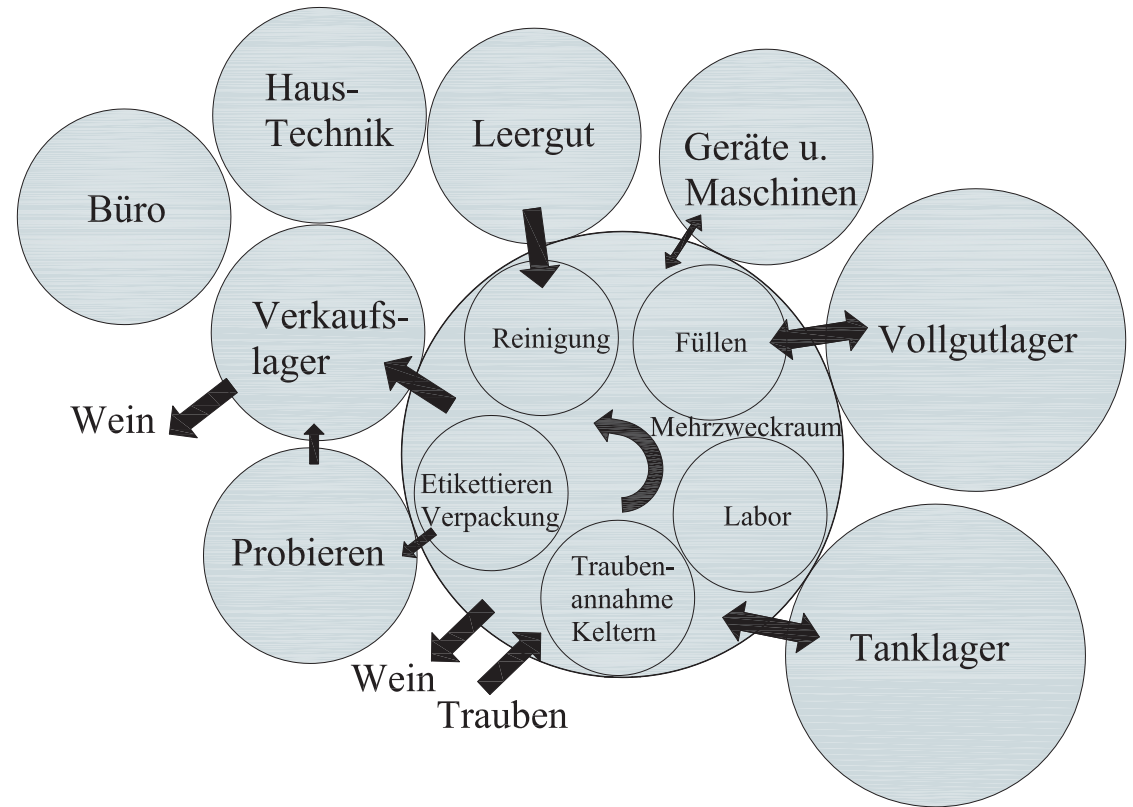 Haus-
Technik
Leergut
Geräte u.
Maschinen
Büro
Verkaufs-
lager
Reinigung
Füllen
Vollgutlager
Wein
Mehrzweckraum
Etikettieren
Verpackung
Labor
Probieren
Trauben-
annahme
Keltern
Tanklager
Wein
Trauben